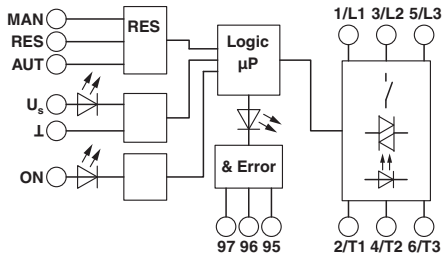 MAN
RES
AUT
RES
Us
⊥
ON
Logic
µP
& Error
97 96 95
1/L1 3/L2 5/L3
2/T1 4/T2 6/T3